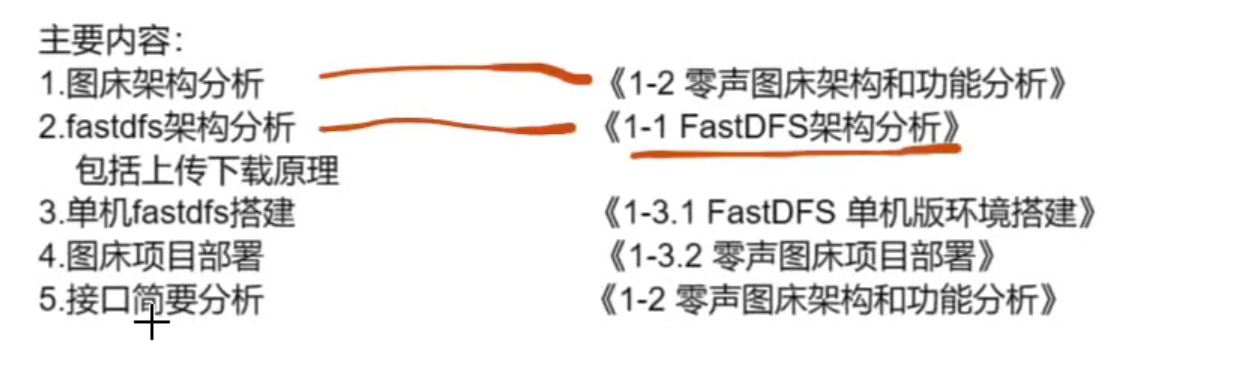 主要内容：
1.图床架构分析 《1-2 零声图床架构和功能分析》
2.fastdfs架构分析 《1-1 FastDFS架构分析》
包括上传下载原理
3.单机fastdfs搭建 《1-3.1 FastDFS 单机版环境搭建》
4.图床项目部署 《1-3.2 零声图床项目部署》
5.接口简要分析 《1-2 零声图床架构和功能分析》